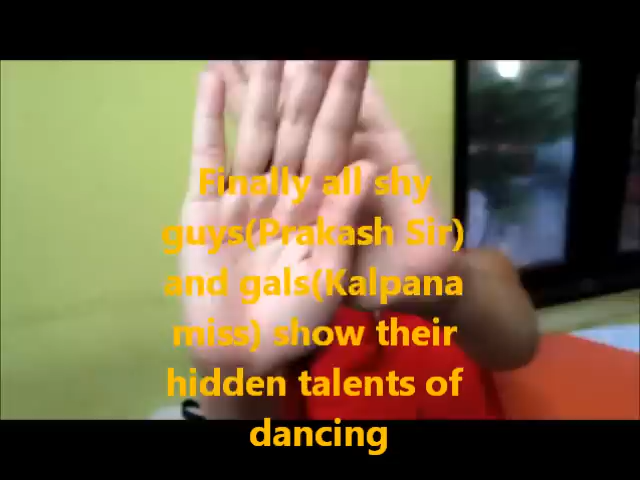 Finally all shy
guys(Prakash Sir)
and gals(Kalpana
miss) show their
hidden talents of
dancing